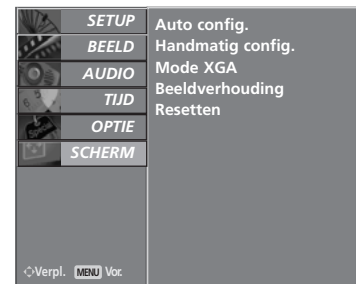 SETUP
BEELD
AUDIO
TIJD
OPTIE
SCHERM
Auto config.
Handmatig config.
Mode XGA
Beeldverhouding
Resetten
Verpl. MENU Vor.